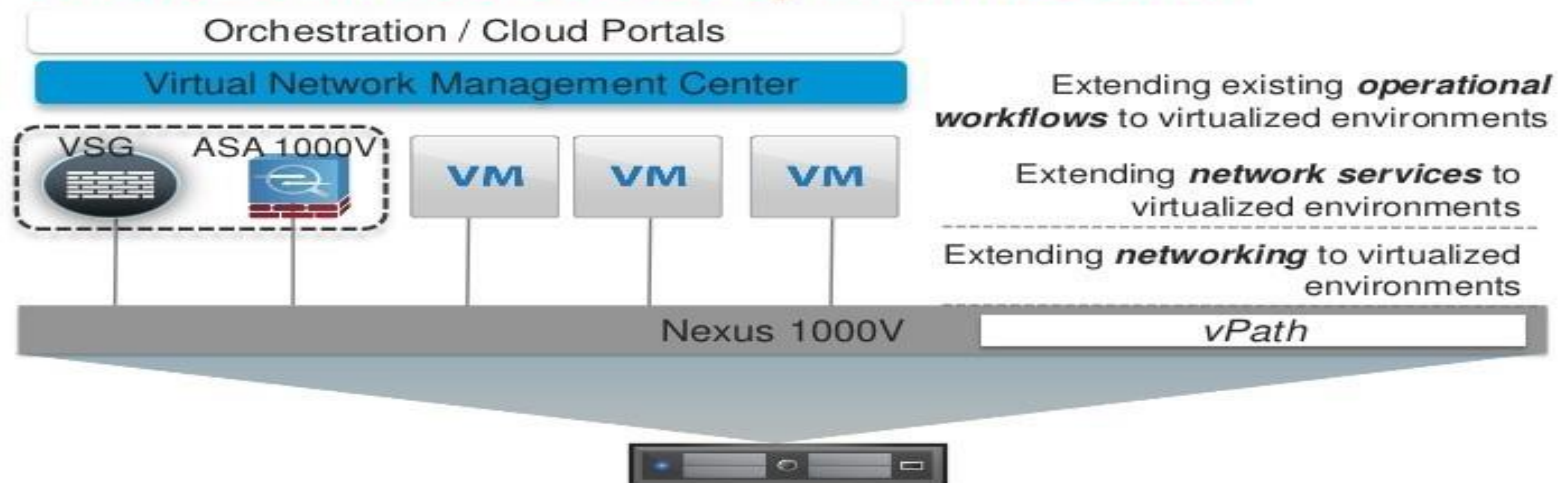 Orchestration / Cloud Portals
Virtual Network Management Center
Extending existing operational
workflows to virtualized environments
VSG
ASA 1000V
VM
VM
VM
Extending network services to
virtualized environments
Extending networking to virtualized
environments
Nexus 1000V
vPath